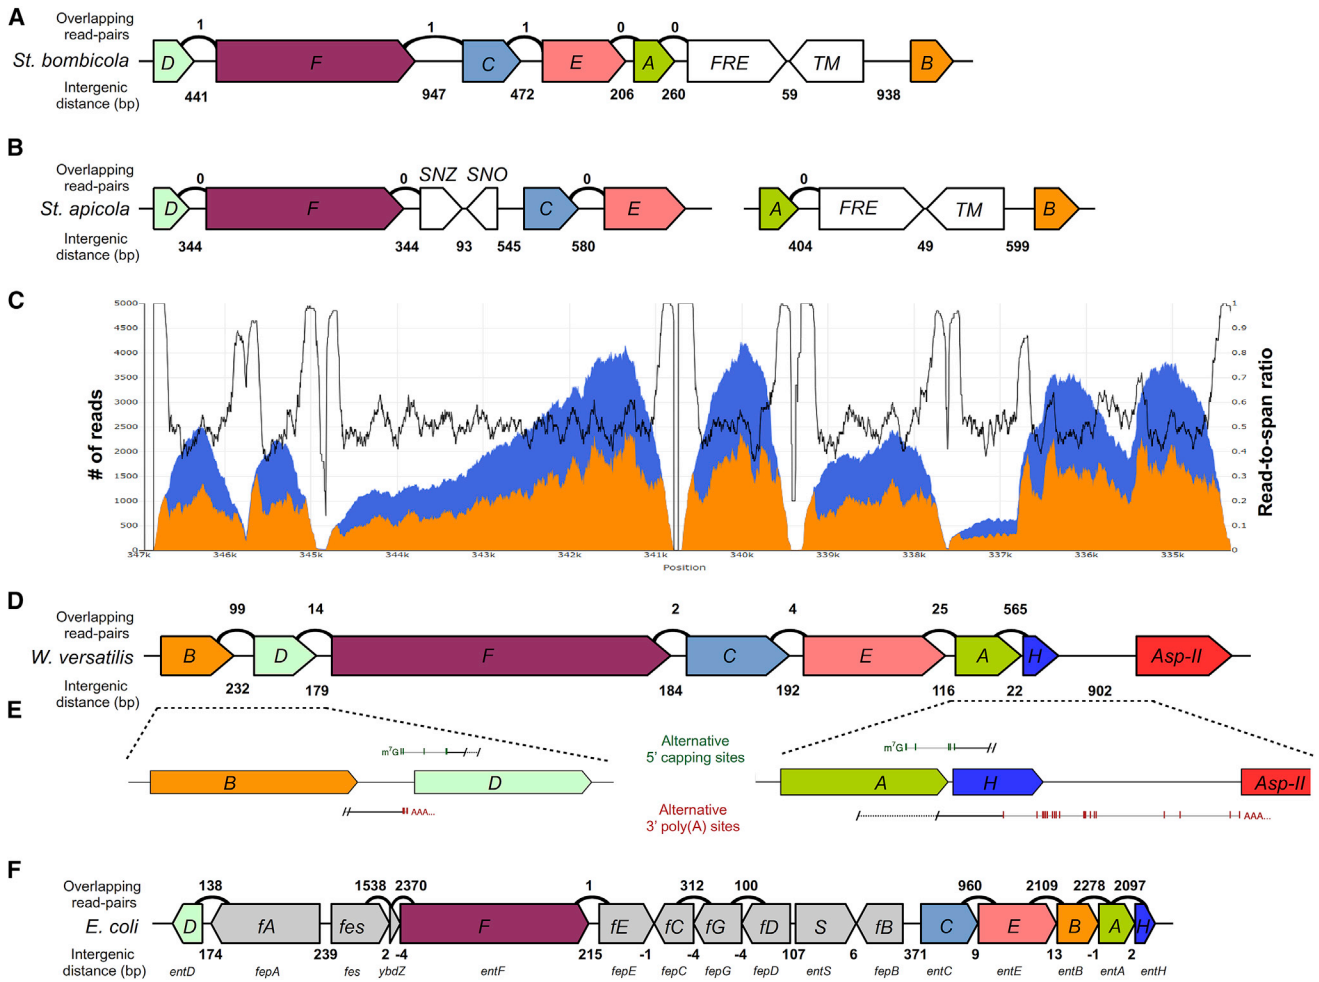 A
Overlapping
read-pairs
1 1 1 0 0
St. bombicola
D F C E A FRE TM B
Intergenic
distance (bp)
441 947 472 206 260 59 938
B
Overlapping
read-pairs
0 0 SNZ SNO 0 0
St. apicola
D F C E A FRE TM B
Intergenic
distance (bp)
344 344 93 545 580 404 49 599
C
# of reads
5000
4500
4000
3500
3000
2500
2000
1500
1000
500
0
1
0.9
0.8
0.7
0.6
0.5
0.4
0.3
0.2
0.1
0
Read-to-span ratio
347k 346k 345k 344k 343k 342k 341k 340k 339k 338k 337k 336k 335k
Position
D
Overlapping
read-pairs
99 14 2 4 25 565
W. versatilis
B D F C E A H Asp-II
Intergenic
distance (bp)
232 179 184 192 116 22 902
E
m7G
Alternative
5' capping sites
m7G
B D A H Asp-II
AAA...
Alternative
3' poly(A) sites
AAA...
F
Overlapping
read-pairs
138 1538 2370 1 312 100 960 2109 2278 2097
E. coli
D fA fes F fE fC fG fD S fB C E B A H
Intergenic
distance (bp)
174 239 2 -4 215 -1 -4 -4 107 6 371 9 13 -1 2
entD fepA fes ybdZ entF fepE fepC fepG fepD entS fepB entC entE entB entA entH